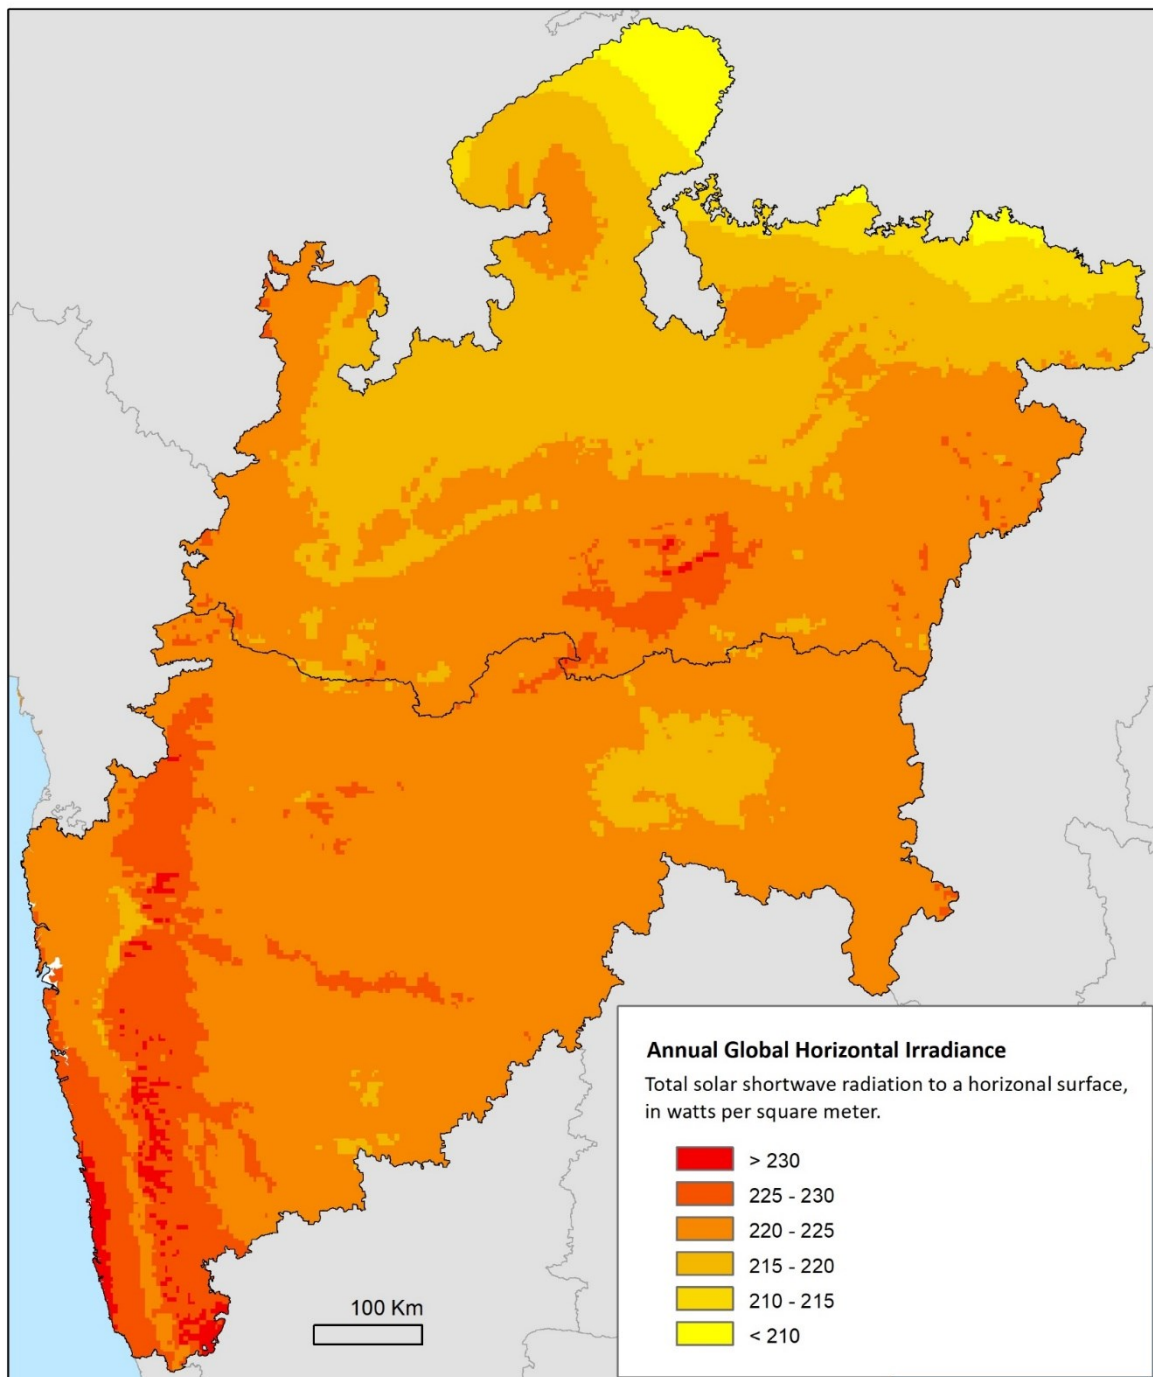 100 Km
Annual Global Horizontal Irradiance
Total solar shortwave radiation to a horizonal surface,
in watts per square meter.
> 230
225 - 230
220 - 225
215 - 220
210 - 215
< 210